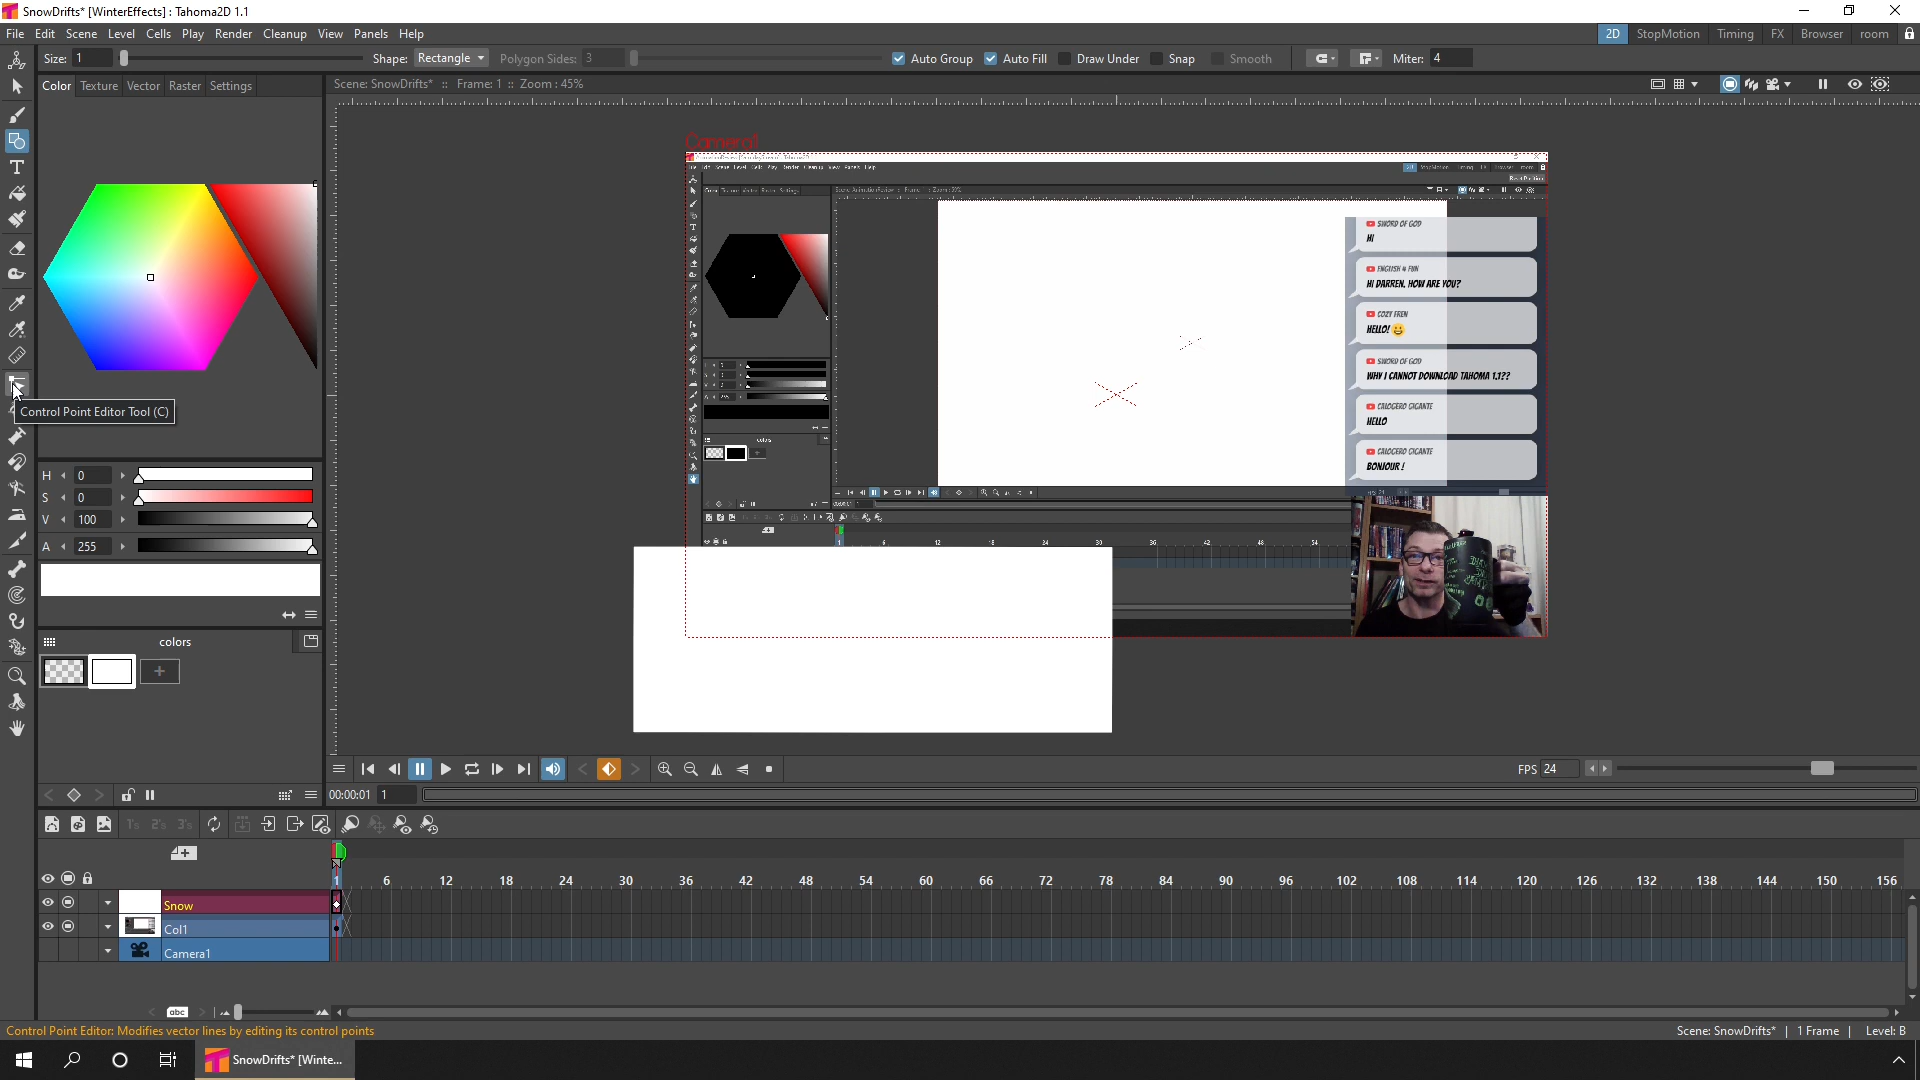 SnowDrifts* [WinterEffects] : Tahoma2D 1.1
File Edit Scene Level Cells Play Render Cleanup View Panels Help
2D StopMotion Timing FX Browser room
Size: 1 Shape: Rectangle Polygon Sides: 3 Auto Group Auto Fill Draw Under Snap Smooth Miter: 4
Color Texture Vector Raster Settings
Scene: SnowDrifts* :: Frame: 1 :: Zoom : 45%
Camera1
SWORD OF GOD
HI
ENGLISH 4 FUN
HI DARREN, HOW ARE YOU?
COZY FREN
HELLO!
SWORD OF GOD
WHY I CANNOT DOWNLOAD TAHOMA 1.1??
CALOGERO GIGANTE
HELLO
CALOGERO GIGANTE
BONJOUR !
Control Point Editor Tool (C)
H 0
S 0
V 100
A 255
colors
FPS 24
00:00:01 1
1's 2's 3's
1 6 12 18 24 30 36 42 48 54 60 66 72 78 84 90 96 102 108 114 120 126 132 138 144 150 156
Snow
Col1
Camera1
abc
Control Point Editor: Modifies vector lines by editing its control points
Scene: SnowDrifts* | 1 Frame | Level: B
SnowDrifts* [Winte...